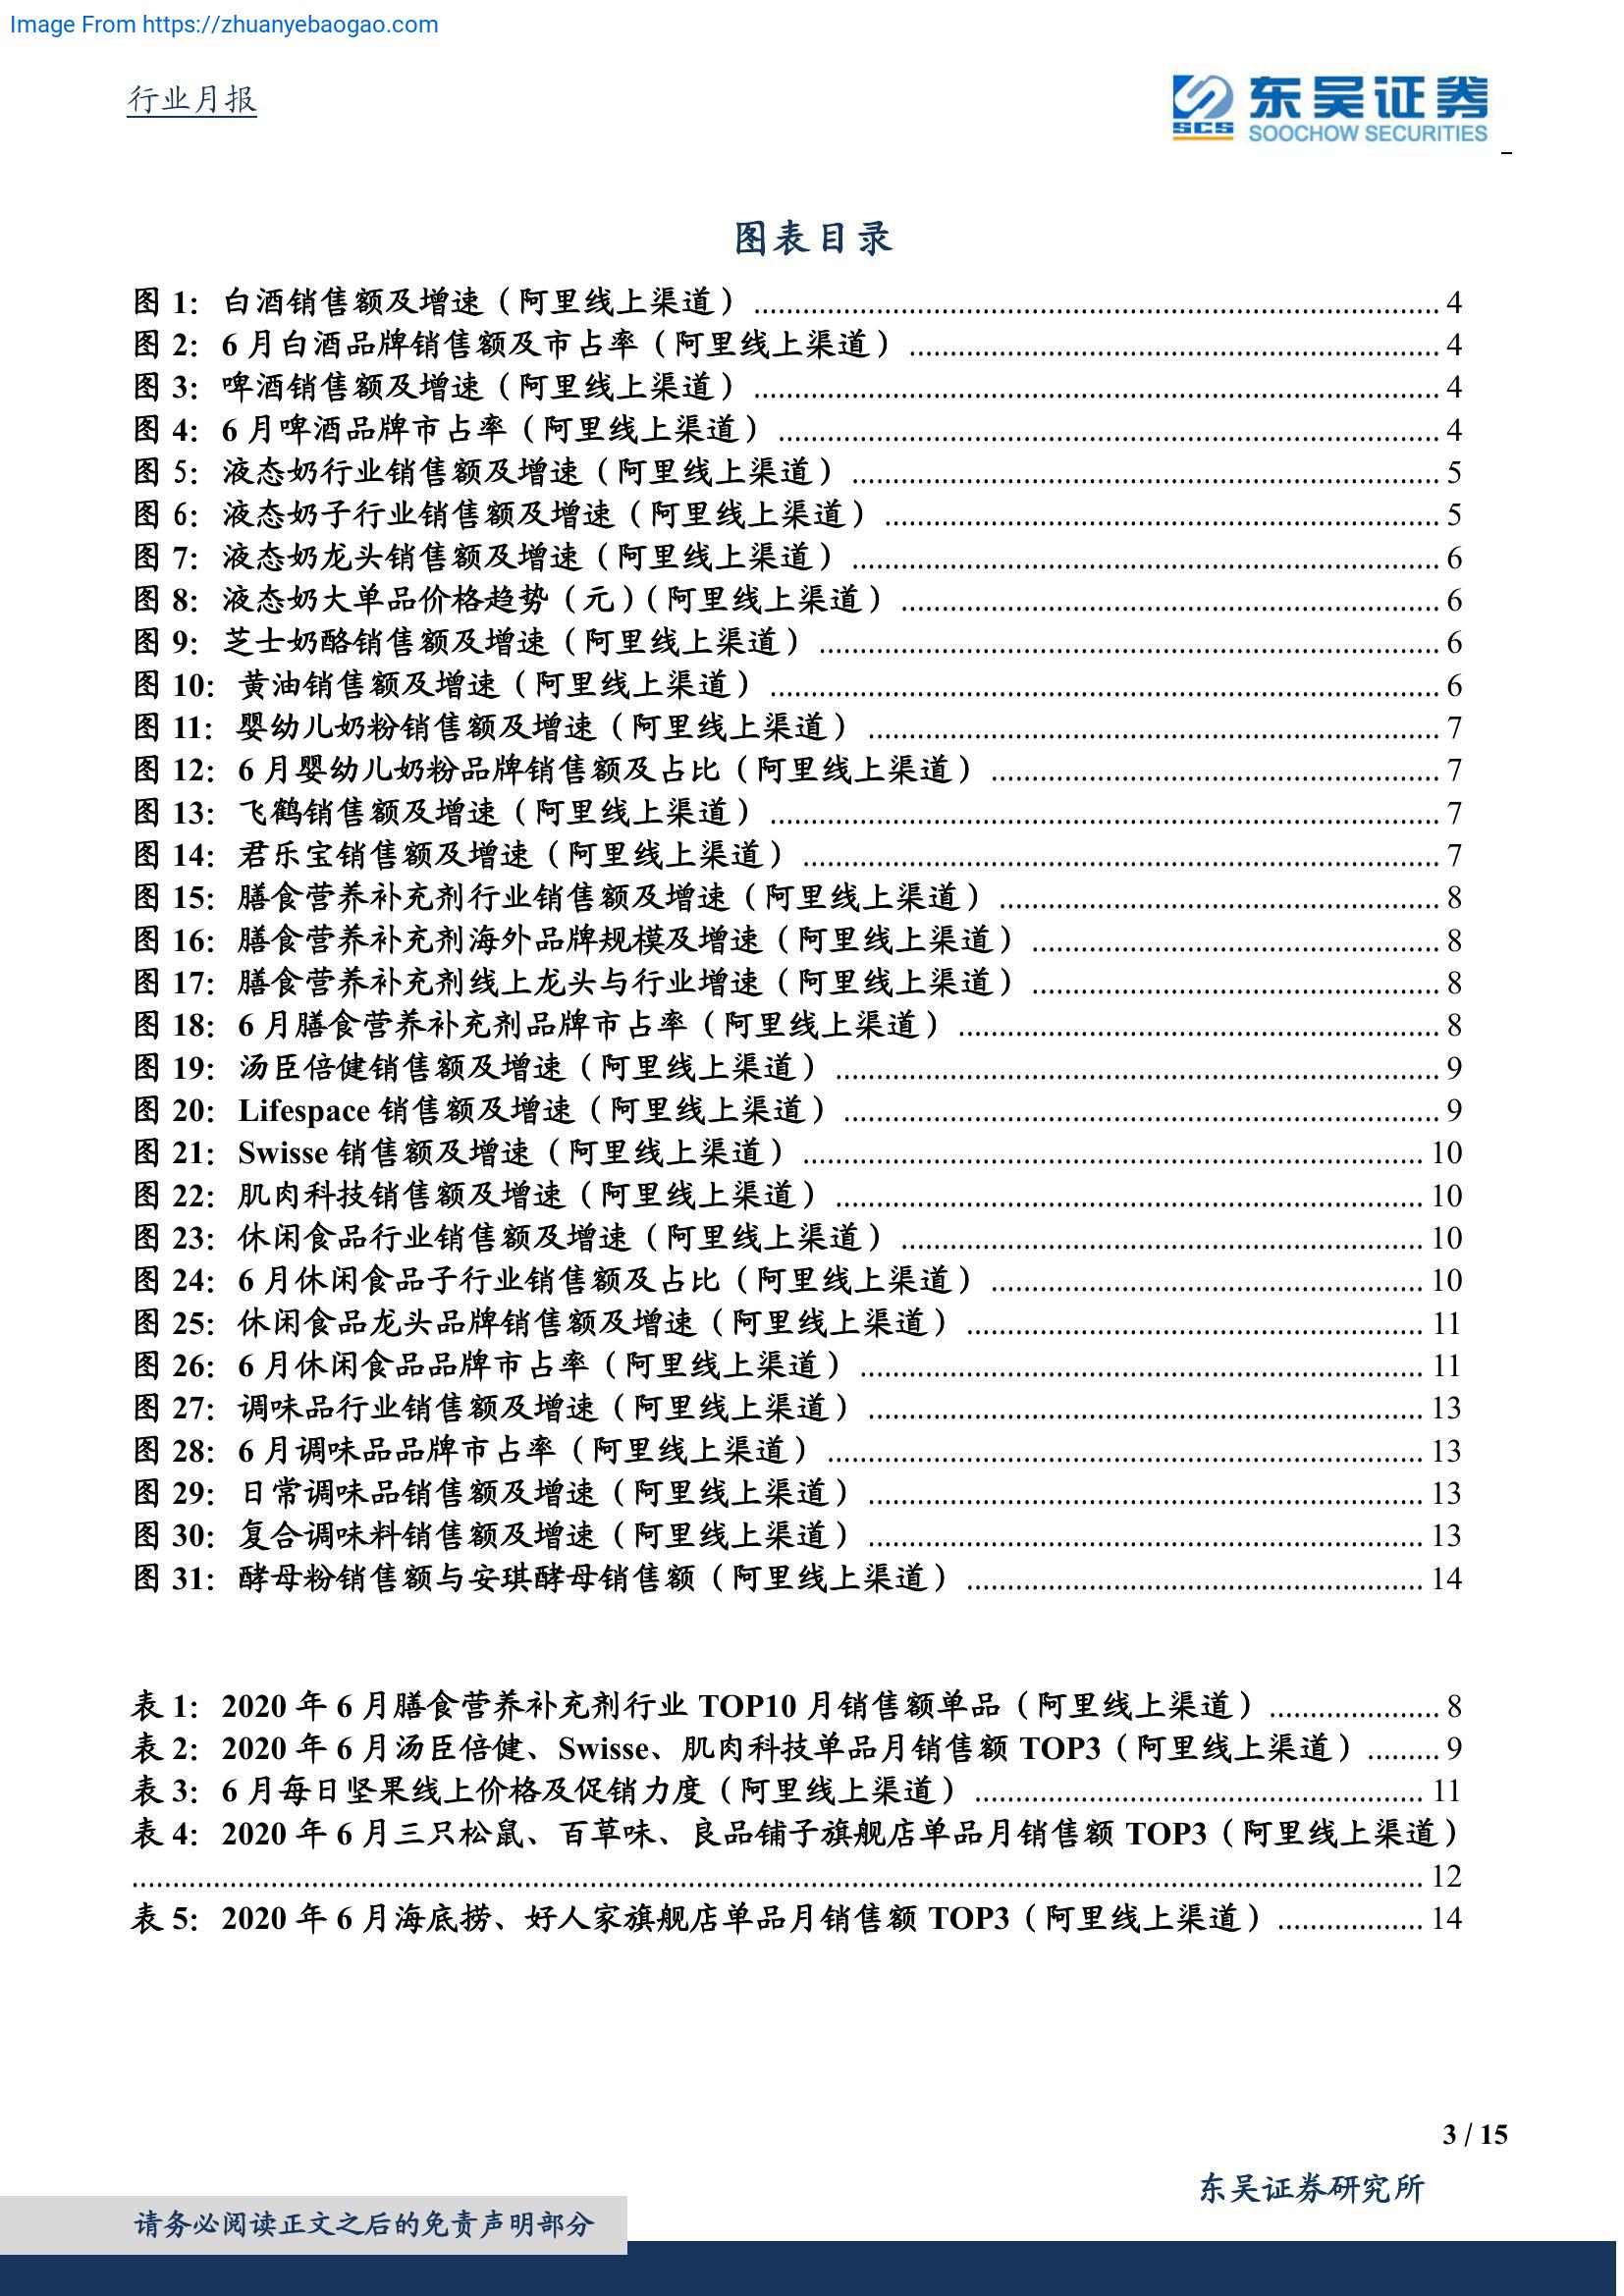 Image From https://zhuanyebaogao.com
行业月报
东吴证券
SCS
SOOCHOW SECURITIES
图表目录
图 1: 白酒销售额及增速（阿里线上渠道） ........ 4
图 2: 6 月白酒品牌销售额及市占率（阿里线上渠道） ........ 4
图 3: 啤酒销售额及增速（阿里线上渠道） ........ 4
图 4: 6 月啤酒品牌市占率（阿里线上渠道） ........ 4
图 5: 液态奶行业销售额及增速（阿里线上渠道） ........ 5
图 6: 液态奶子行业销售额及增速（阿里线上渠道） ........ 5
图 7: 液态奶龙头销售额及增速（阿里线上渠道） ........ 6
图 8: 液态奶大单品价格趋势（元）（阿里线上渠道） ........ 6
图 9: 芝士奶酪销售额及增速（阿里线上渠道） ........ 6
图 10: 黄油销售额及增速（阿里线上渠道） ........ 6
图 11: 婴幼儿奶粉销售额及增速（阿里线上渠道） ........ 7
图 12: 6 月婴幼儿奶粉品牌销售额及占比（阿里线上渠道） ........ 7
图 13: 飞鹤销售额及增速（阿里线上渠道） ........ 7
图 14: 君乐宝销售额及增速（阿里线上渠道） ........ 7
图 15: 膳食营养补充剂行业销售额及增速（阿里线上渠道） ........ 8
图 16: 膳食营养补充剂海外品牌规模及增速（阿里线上渠道） ........ 8
图 17: 膳食营养补充剂线上龙头与行业增速（阿里线上渠道） ........ 8
图 18: 6 月膳食营养补充剂品牌市占率（阿里线上渠道） ........ 8
图 19: 汤臣倍健销售额及增速（阿里线上渠道） ........ 9
图 20: Lifespace 销售额及增速（阿里线上渠道） ........ 9
图 21: Swisse 销售额及增速（阿里线上渠道） ........ 10
图 22: 肌肉科技销售额及增速（阿里线上渠道） ........ 10
图 23: 休闲食品行业销售额及增速（阿里线上渠道） ........ 10
图 24: 6 月休闲食品子行业销售额及占比（阿里线上渠道） ........ 10
图 25: 休闲食品龙头品牌销售额及增速（阿里线上渠道） ........ 11
图 26: 6 月休闲食品品牌市占率（阿里线上渠道） ........ 11
图 27: 调味品行业销售额及增速（阿里线上渠道） ........ 13
图 28: 6 月调味品品牌市占率（阿里线上渠道） ........ 13
图 29: 日常调味品销售额及增速（阿里线上渠道） ........ 13
图 30: 复合调味料销售额及增速（阿里线上渠道） ........ 13
图 31: 酵母粉销售额与安琪酵母销售额（阿里线上渠道） ........ 14
表 1: 2020 年 6 月膳食营养补充剂行业 TOP10 月销售额单品（阿里线上渠道） ........ 8
表 2: 2020 年 6 月汤臣倍健、Swisse、肌肉科技单品月销售额 TOP3（阿里线上渠道） ........ 9
表 3: 6 月每日坚果线上价格及促销力度（阿里线上渠道） ........ 11
表 4: 2020 年 6 月三只松鼠、百草味、良品铺子旗舰店单品月销售额 TOP3（阿里线上渠道）
........ 12
表 5: 2020 年 6 月海底捞、好人家旗舰店单品月销售额 TOP3（阿里线上渠道） ........ 14
3 / 15
东吴证券研究所
请务必阅读正文之后的免责声明部分